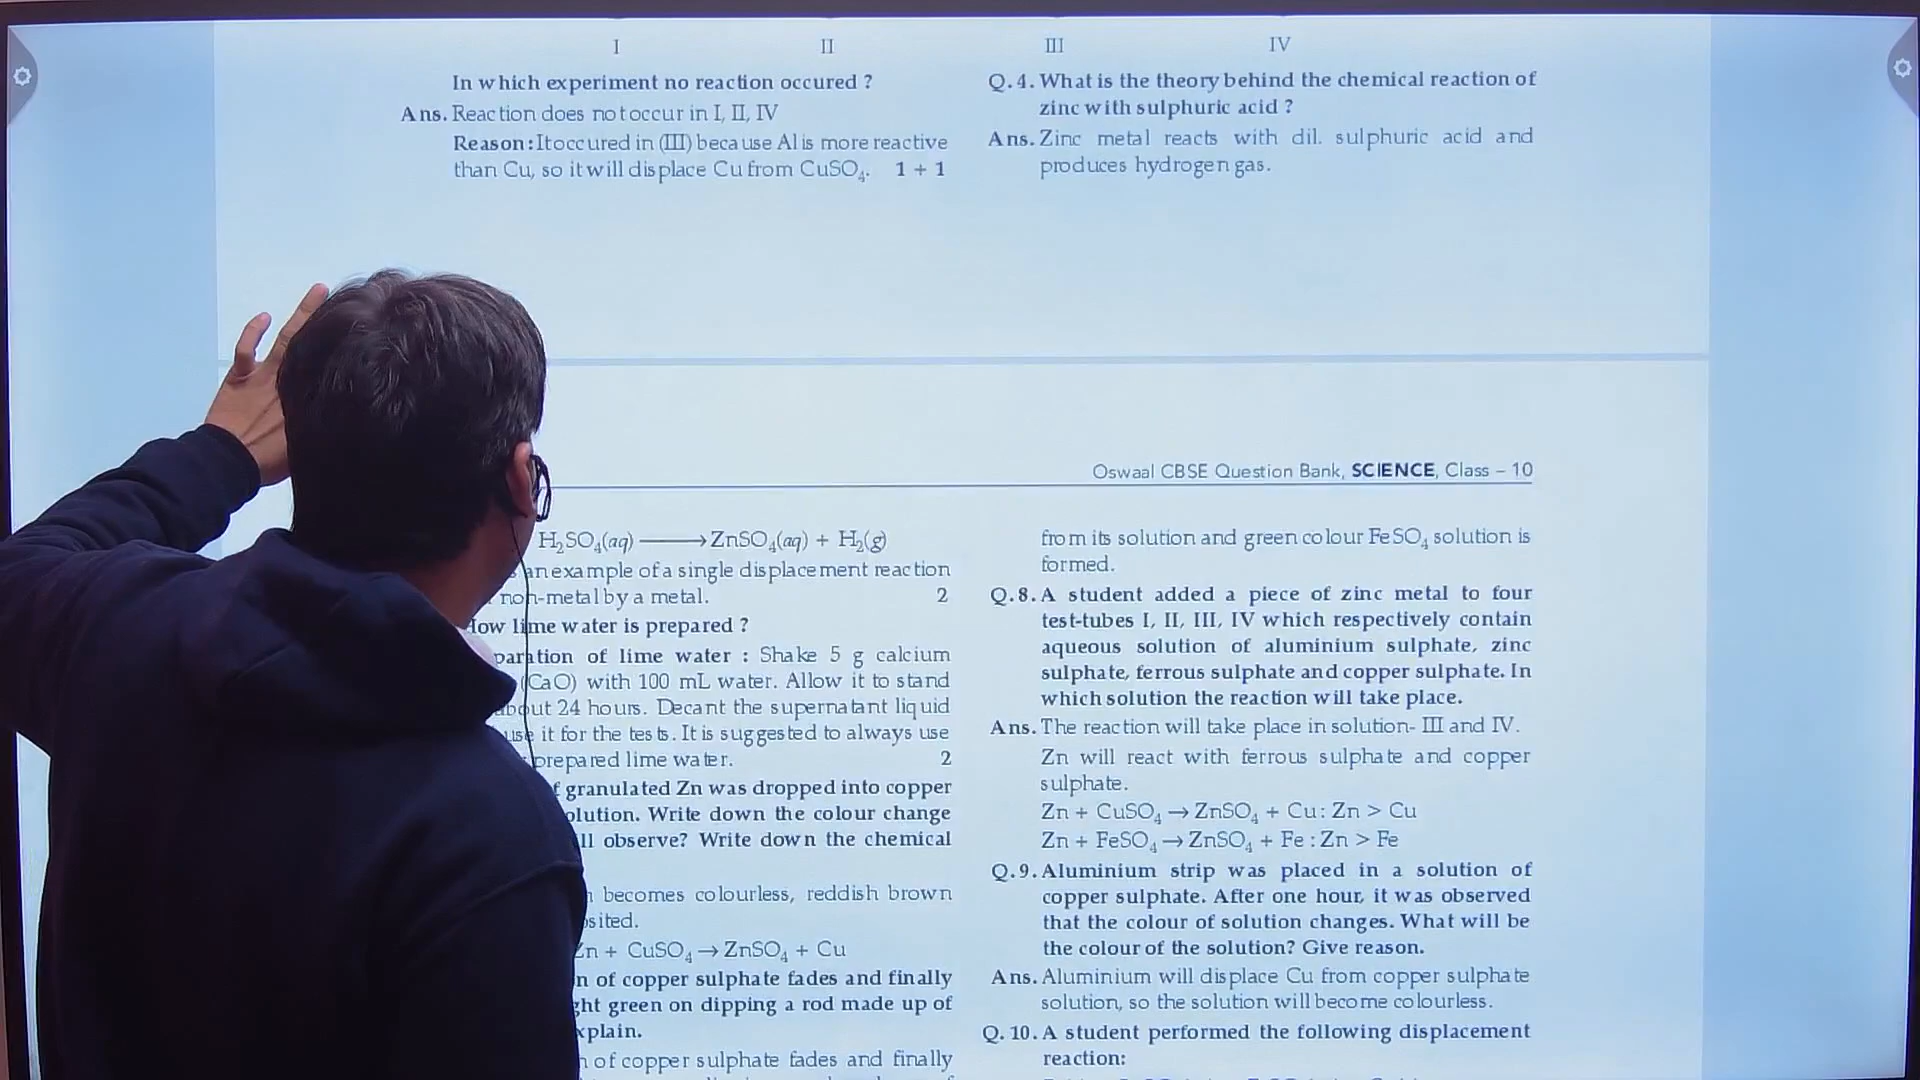 I II III IV
In which experiment no reaction occured ?
Ans. Reaction does not occur in I, II, IV
Reason: It occured in (III) because Al is more reactive
than Cu, so it will displace Cu from CuSO₄. 1 + 1
Q. 4. What is the theory behind the chemical reaction of
zinc with sulphuric acid ?
Ans. Zinc metal reacts with dil. sulphuric acid and
produces hydrogen gas.
Oswaal CBSE Question Bank, SCIENCE, Class – 10
H₂SO₄(aq) ⟶ ZnSO₄(aq) + H₂(g)
an example of a single displacement reaction
non-metal by a metal. 2
How lime water is prepared ?
of lime water : Shake 5 g calcium
(CaO) with 100 mL water. Allow it to stand
about 24 hours. Decant the supernatant liquid
use it for the tests. It is suggested to always use
prepared lime water. 2
granulated Zn was dropped into copper
solution. Write down the colour change
observe? Write down the chemical
becomes colourless, reddish brown
Zn + CuSO₄ → ZnSO₄ + Cu
of copper sulphate fades and finally
green on dipping a rod made up of
of copper sulphate fades and finally
from its solution and green colour FeSO₄ solution is
formed.
Q. 8. A student added a piece of zinc metal to four
test-tubes I, II, III, IV which respectively contain
aqueous solution of aluminium sulphate, zinc
sulphate, ferrous sulphate and copper sulphate. In
which solution the reaction will take place.
Ans. The reaction will take place in solution- III and IV.
Zn will react with ferrous sulphate and copper
sulphate.
Zn + CuSO₄ → ZnSO₄ + Cu : Zn > Cu
Zn + FeSO₄ → ZnSO₄ + Fe : Zn > Fe
Q. 9. Aluminium strip was placed in a solution of
copper sulphate. After one hour, it was observed
that the colour of solution changes. What will be
the colour of the solution? Give reason.
Ans. Aluminium will displace Cu from copper sulphate
solution, so the solution will become colourless.
Q. 10. A student performed the following displacement
reaction: